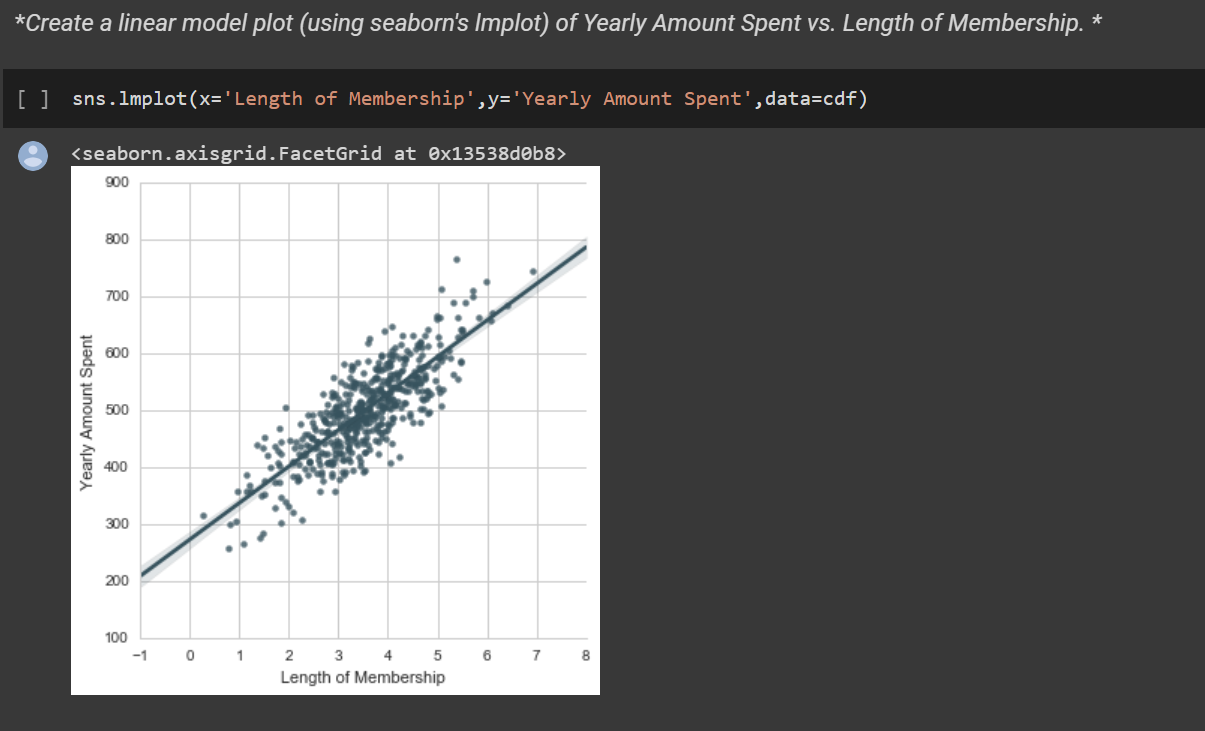 *Create a linear model plot (using seaborn's lmplot) of Yearly Amount Spent vs. Length of Membership. *
[ ] sns.lmplot(x='Length of Membership',y='Yearly Amount Spent',data=cdf)
<seaborn.axisgrid.FacetGrid at 0x13538d0b8>
900
800
700
600
500
400
300
200
100
Yearly Amount Spent
−1 0 1 2 3 4 5 6 7 8
Length of Membership